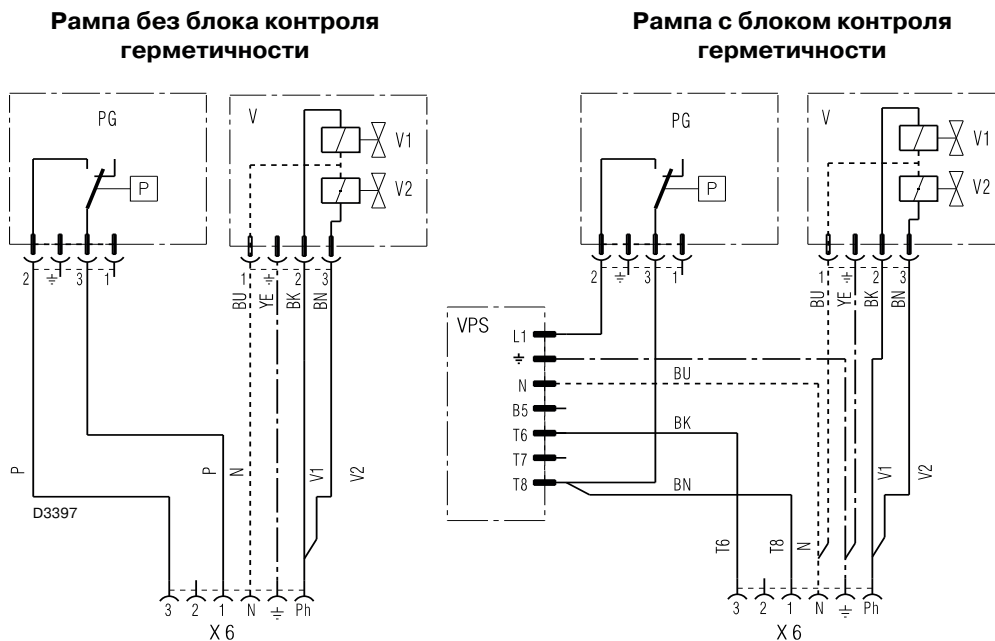 Рампа без блока контроля
герметичности
PG
V
V1
P
V2
2
3
1
1
2
3
BU
YE
BK
BN
P
P
N
V1
V2
D3397
3
2
1
N
Ph
X 6
Рампа с блоком контроля
герметичности
PG
V
V1
P
V2
2
3
1
1
2
3
BU
YE
BK
BN
VPS
L1
N
BU
B5
T6
BK
T7
T8
BN
V1
V2
T6
T8
N
3
2
1
N
Ph
X 6